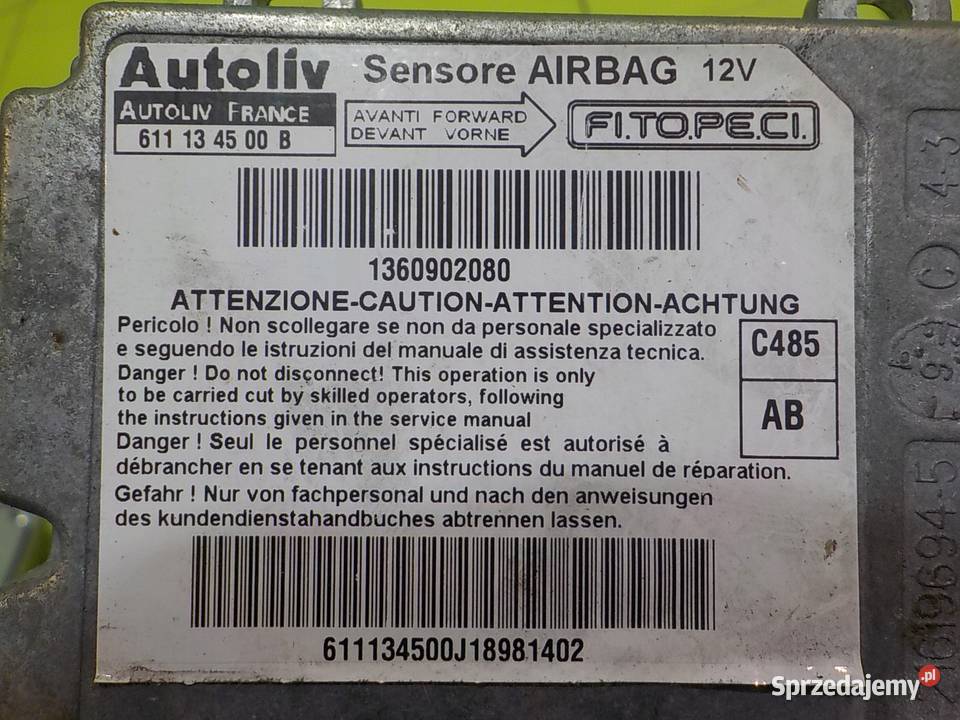 Autoliv Sensore AIRBAG 12V
AUTOLIV FRANCE
611 13 45 00 B
AVANTI FORWARD
DEVANT VORNE
FI.TO.PE.CI.
1360902080
ATTENZIONE-CAUTION-ATTENTION-ACHTUNG
Pericolo ! Non scollegare se non da personale specializzato
e seguendo le istruzioni del manuale di assistenza tecnica.
Danger ! Do not disconnect! This operation is only
to be carried cut by skilled operators, following
the instructions given in the service manual
Danger ! Seul le personnel spécialisé est autorisé à
débrancher en se tenant aux instructions du manuel de réparation.
Gefahr ! Nur von fachpersonal und nach den anweisungen
des kundendienstahandbuches abtrennen lassen.
C485
AB
611134500J18981402
4-3
C
Sprzedajemy.pl